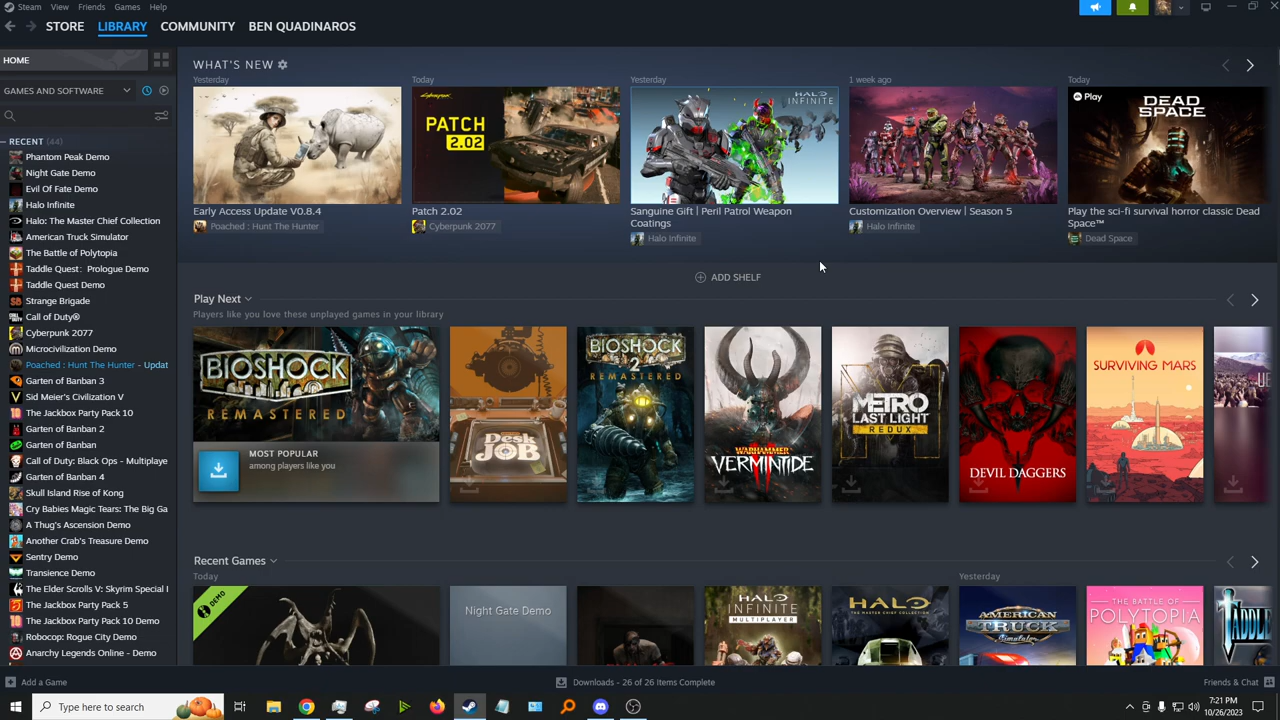 Steam View Friends Games Help
STORE LIBRARY COMMUNITY BEN QUADINAROS
HOME
GAMES AND SOFTWARE
RECENT (44)
Phantom Peak Demo
Night Gate Demo
Evil Of Fate Demo
Halo Infinite
Halo: The Master Chief Collection
American Truck Simulator
The Battle of Polytopia
Taddle Quest: Prologue Demo
Taddle Quest Demo
Strange Brigade
Call of Duty®
Cyberpunk 2077
Microcivilization Demo
Poached : Hunt The Hunter - Updat
Garten of Banban 3
Sid Meier's Civilization V
The Jackbox Party Pack 10
Garten of Banban 2
Garten of Banban
Call of Duty: Black Ops - Multiplaye
Garten of Banban 4
Skull Island Rise of Kong
Cry Babies Magic Tears: The Big Ga
A Thug's Ascension Demo
Another Crab's Treasure Demo
Sentry Demo
Transience Demo
The Elder Scrolls V: Skyrim Special
The Jackbox Party Pack 5
The Jackbox Party Pack 10 Demo
Robocop: Rogue City Demo
Anarchy Legends Online - Demo
WHAT'S NEW
Yesterday
Early Access Update V0.8.4
Poached : Hunt The Hunter
Today
Cyberpunk
PATCH
2.02
Patch 2.02
Cyberpunk 2077
Yesterday
HALO
INFINITE
Sanguine Gift | Peril Patrol Weapon
Coatings
Halo Infinite
1 week ago
Customization Overview | Season 5
Halo Infinite
Today
EA Play
DEAD
SPACE
Play the sci-fi survival horror classic Dead
Space™
Dead Space
ADD SHELF
Play Next
Players like you love these unplayed games in your library
BIOSHOCK
REMASTERED
MOST POPULAR
among players like you
Desk
JOB
BIOSHOCK
2
REMASTERED
WARHAMMER
VERMINTIDE
METRO
LAST LIGHT
REDUX
DEVIL DAGGERS
SURVIVING MARS
Recent Games
Today
DEMO
Night Gate Demo
HALO
INFINITE
MULTIPLAYER
HALO
THE MASTER CHIEF COLLECTION
Yesterday
AMERICAN
TRUCK
Simulator
THE BATTLE OF
POLYTOPIA
TADDLE
Add a Game
Downloads - 26 of 26 Items Complete
Friends & Chat
Type here to search
7:21 PM
10/26/2023